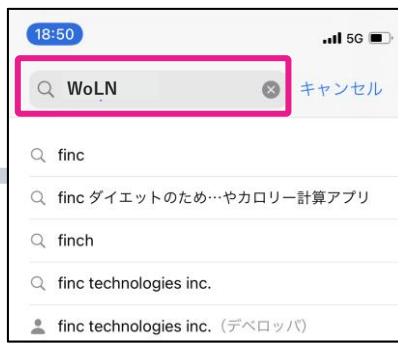 18:50 5G
WoLN キャンセル
finc
finc ダイエットのため…やカロリー計算アプリ
finch
finc technologies inc.
finc technologies inc.（デベロッパ）